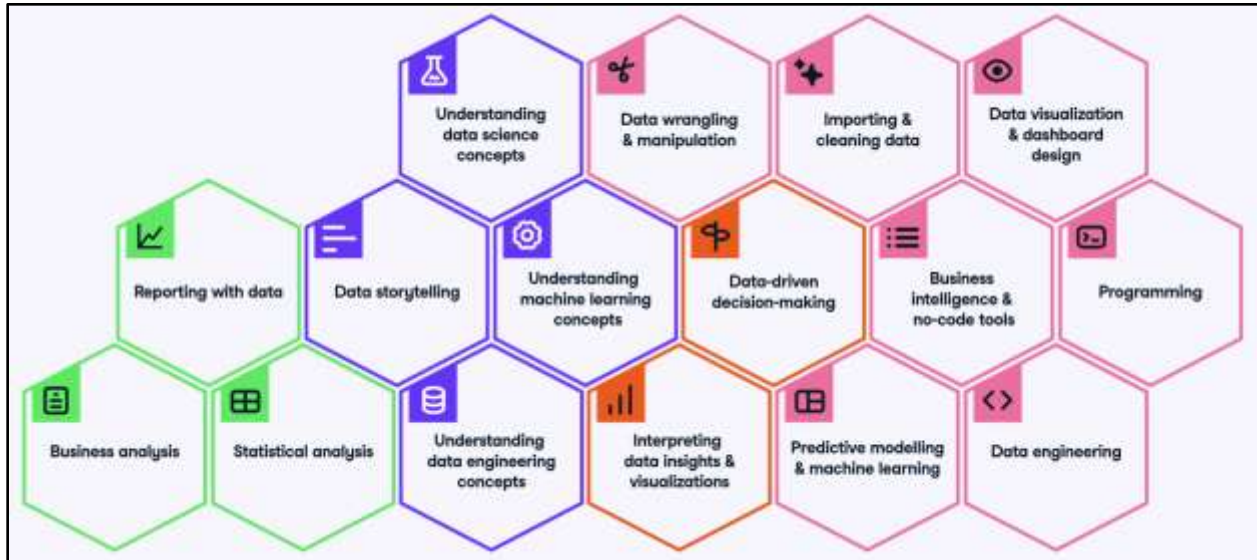 Understanding
data science
concepts
Data wrangling
& manipulation
Importing &
cleaning data
Data visualization
& dashboard
design
Reporting with data
Data storytelling
Understanding
machine learning
concepts
Data-driven
decision-making
Business
intelligence &
no-code tools
Programming
Business analysis
Statistical analysis
Understanding
data engineering
concepts
Interpreting
data insights &
visualizations
Predictive modelling
& machine learning
Data engineering